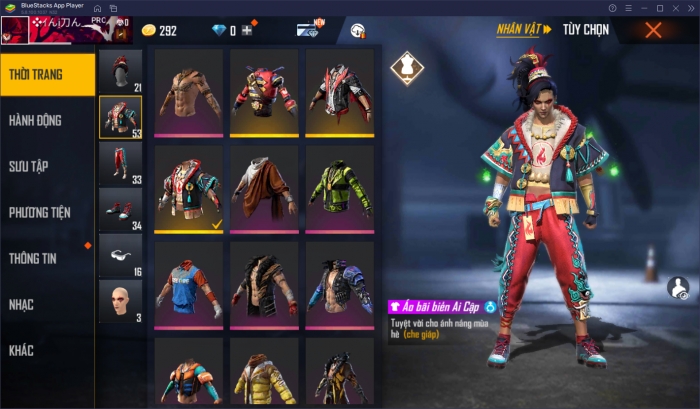 BlueStacks App Player
292
0
NEW
NHÂN VẬT
TÙY CHỌN
THỜI TRANG
HÀNH ĐỘNG
SƯU TẬP
PHƯƠNG TIỆN
THÔNG TIN
NHẠC
KHÁC
21
53
33
34
16
3
Áo bãi biển Ai Cập
Tuyệt vời cho ánh nắng mùa
hè (che giáp)